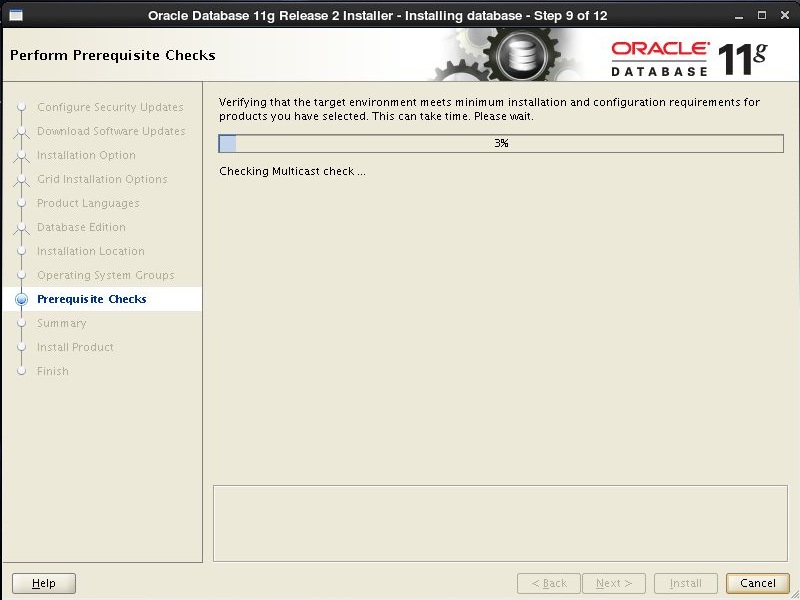 Oracle Database 11g Release 2 Installer - Installing database - Step 9 of 12
Perform Prerequisite Checks
ORACLE
DATABASE
11g
Configure Security Updates
Download Software Updates
Installation Option
Grid Installation Options
Product Languages
Database Edition
Installation Location
Operating System Groups
Prerequisite Checks
Summary
Install Product
Finish
Verifying that the target environment meets minimum installation and configuration requirements for
products you have selected. This can take time. Please wait.
3%
Checking Multicast check ...
Help
< Back
Next >
Install
Cancel